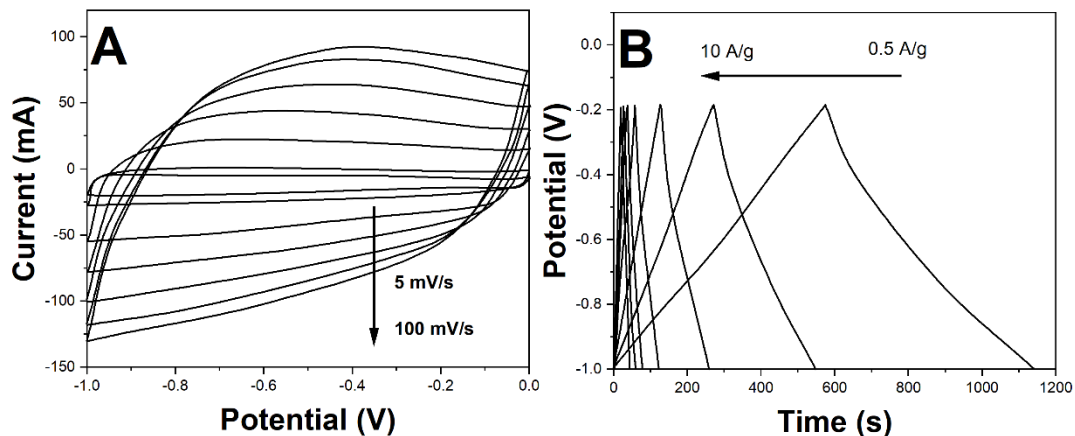 A
100
50
0
-50
-100
-150
Current (mA)
5 mV/s
100 mV/s
-1.0
-0.8
-0.6
-0.4
-0.2
0.0
Potential (V)
B
10 A/g
0.5 A/g
0.0
-0.2
-0.4
-0.6
-0.8
-1.0
Potential (V)
0
200
400
600
800
1000
1200
Time (s)